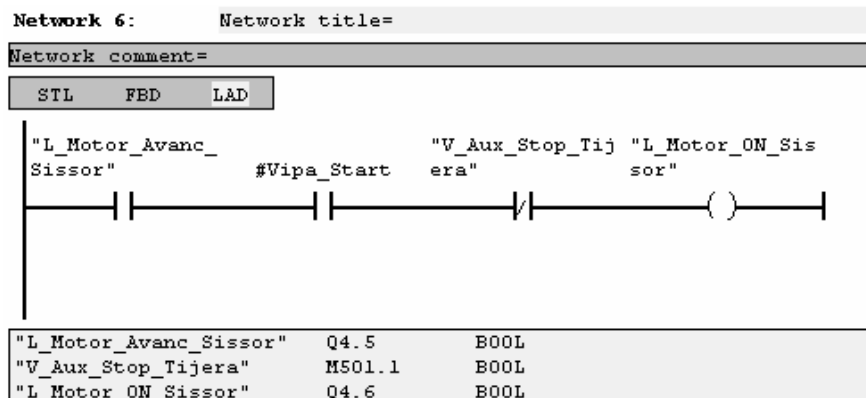 Network 6: Network title=
Network comment=
STL FBD LAD
"L_Motor_Avanc_ "V_Aux_Stop_Tij "L_Motor_ON_Sis
Sissor" #Vipa_Start era" sor"
"L_Motor_Avanc_Sissor" Q4.5 BOOL
"V_Aux_Stop_Tijera" M501.1 BOOL
"L_Motor_ON_Sissor" Q4.6 BOOL